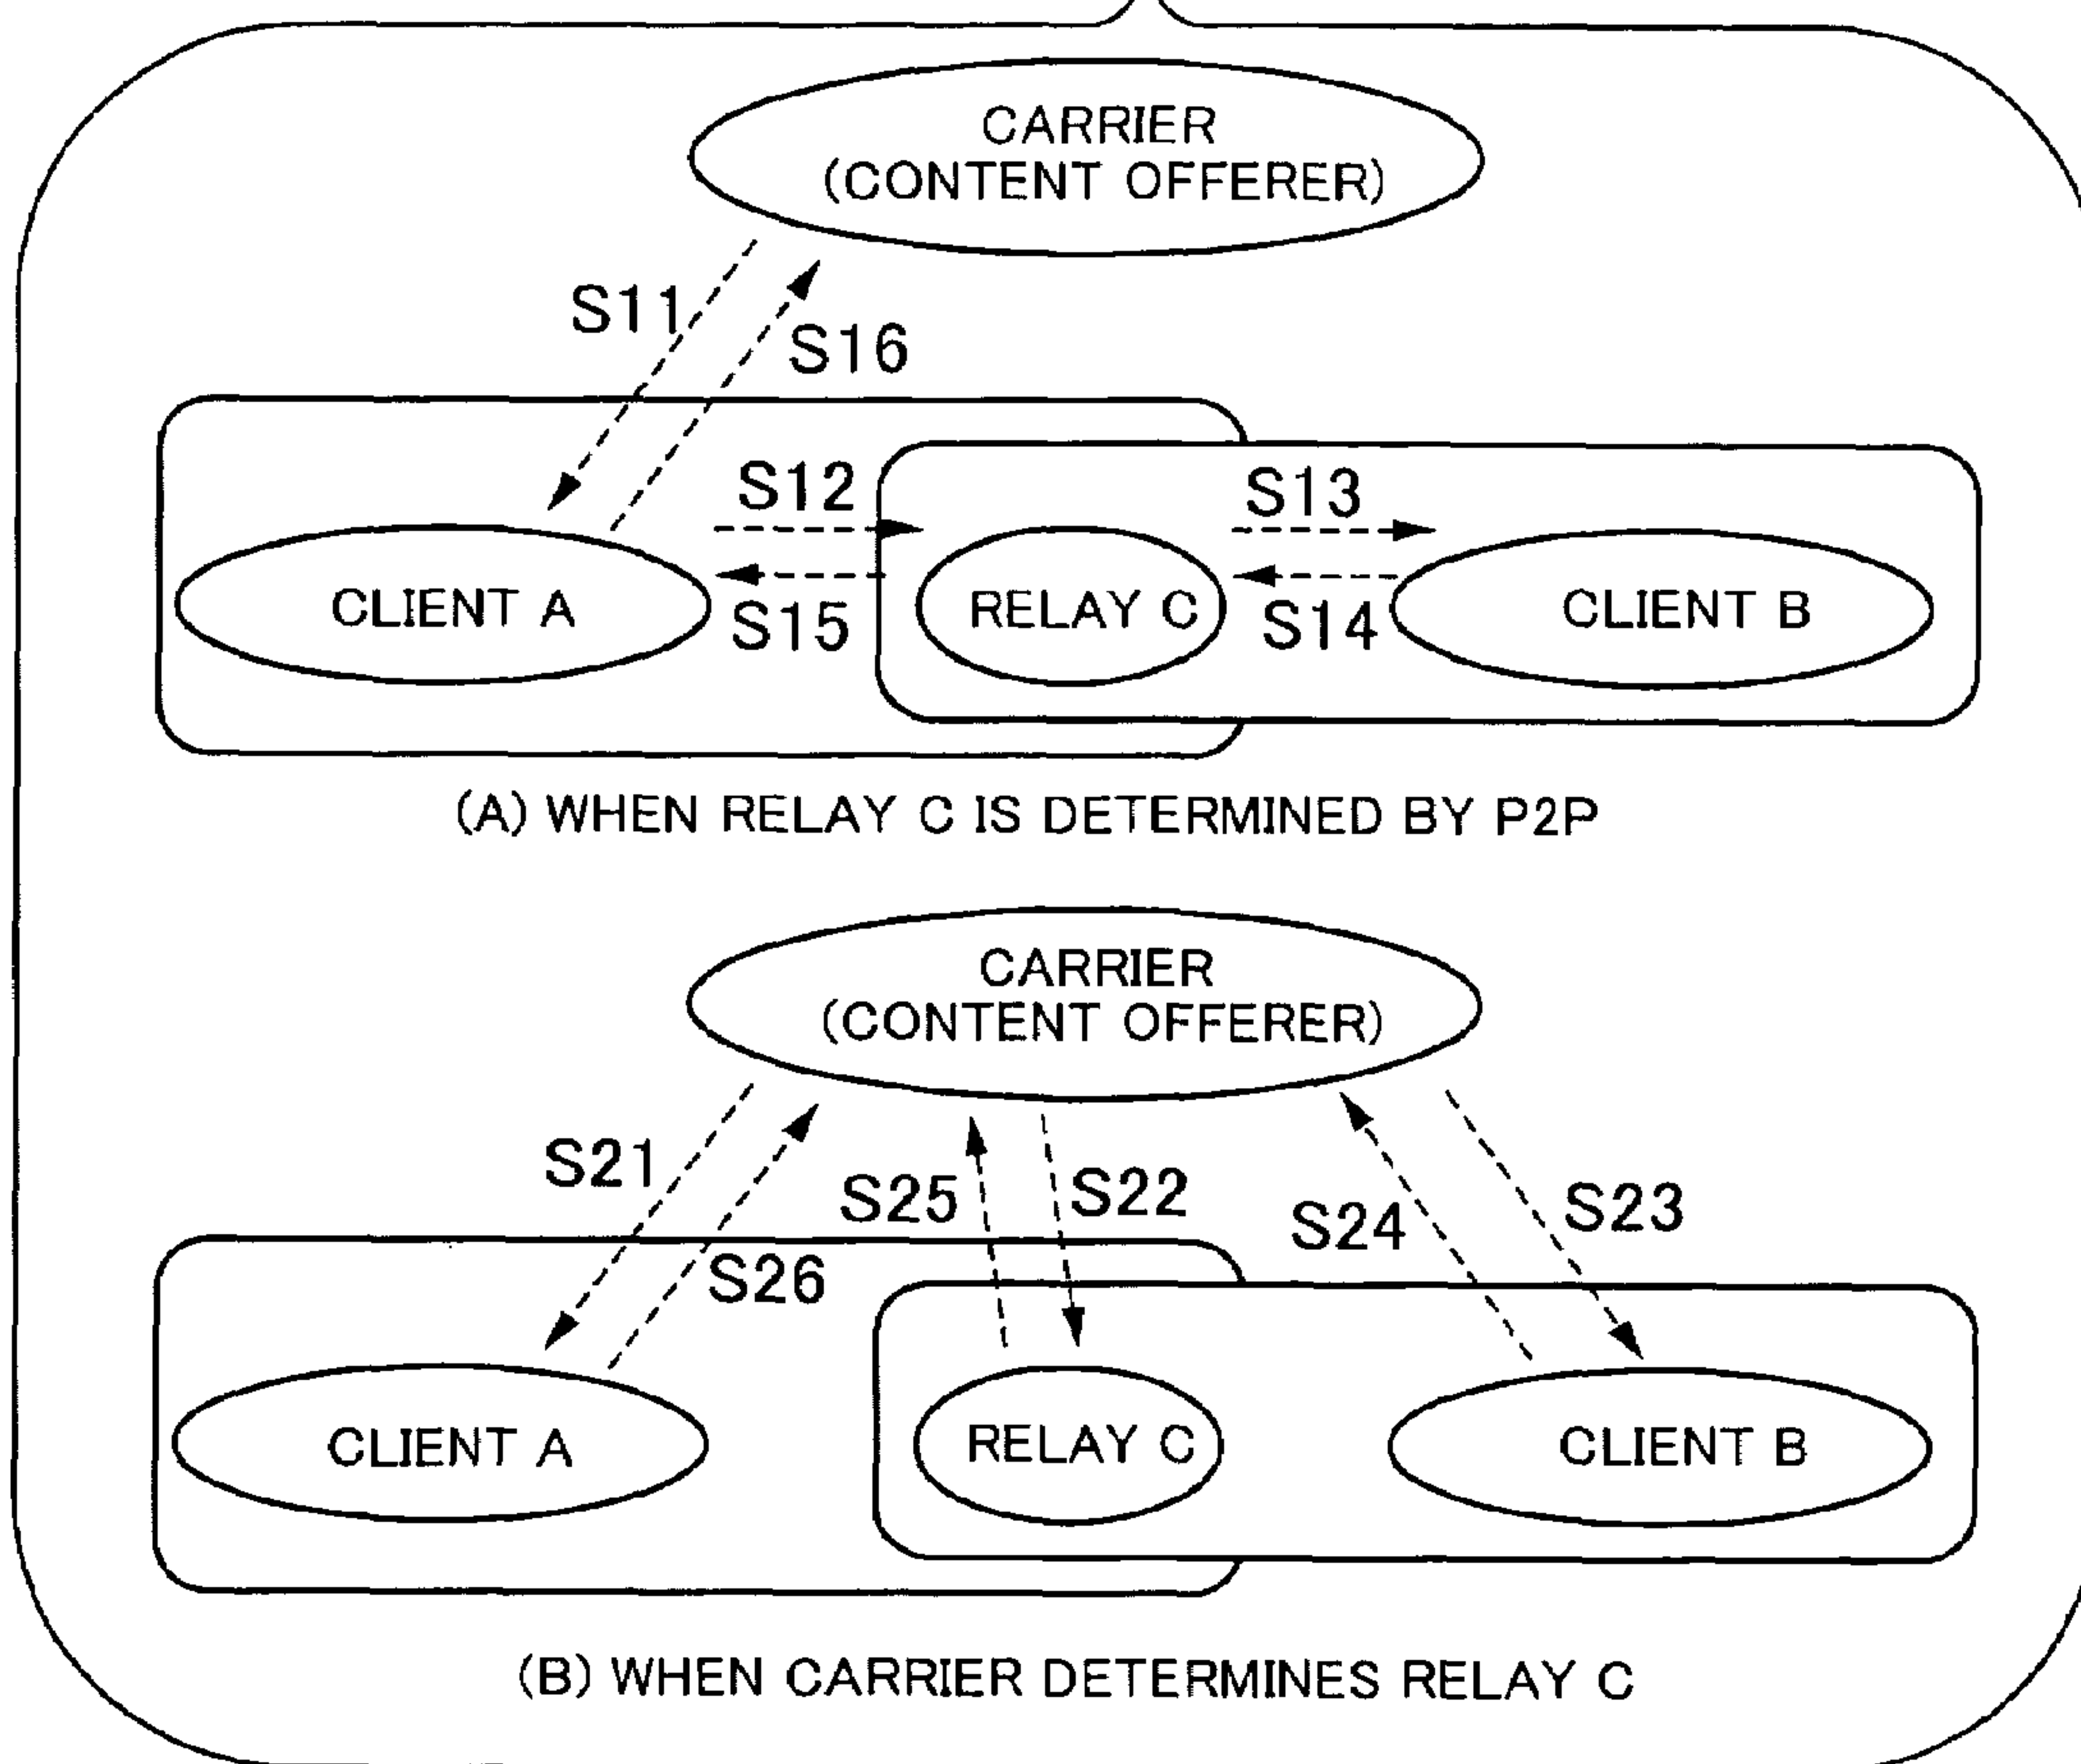 CARRIER
(CONTENT OFFERER)
S11
S16
S12
S13
CLIENT A
RELAY C
CLIENT B
S15
S14
(A) WHEN RELAY C IS DETERMINED BY P2P
CARRIER
(CONTENT OFFERER)
S21
S25
S22
S24
S23
S26
CLIENT A
RELAY C
CLIENT B
(B) WHEN CARRIER DETERMINES RELAY C